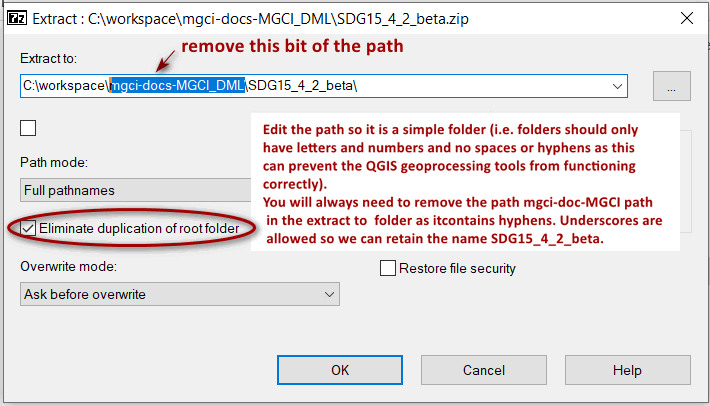 7z Extract : C:\workspace\mgci-docs-MGCI_DML\SDG15_4_2_beta.zip
remove this bit of the path
Extract to:
C:\workspace\mgci-docs-MGCI_DML\SDG15_4_2_beta\
...
Edit the path so it is a simple folder (i.e. folders should only
have letters and numbers and no spaces or hyphens as this
can prevent the QGIS geoprocessing tools from functioning
correctly).
You will always need to remove the path mgci-doc-MGCI path
in the extract to folder as itcontains hyphens. Underscores are
allowed so we can retain the name SDG15_4_2_beta.
Path mode:
Full pathnames
Eliminate duplication of root folder
Overwrite mode:
Ask before overwrite
Restore file security
OK
Cancel
Help